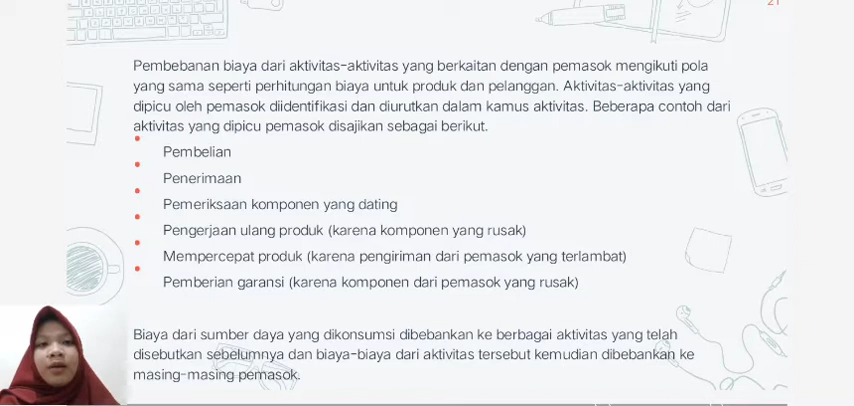 21
Pembebanan biaya dari aktivitas-aktivitas yang berkaitan dengan pemasok mengikuti pola
yang sama seperti perhitungan biaya untuk produk dan pelanggan. Aktivitas-aktivitas yang
dipicu oleh pemasok diidentifikasi dan diurutkan dalam kamus aktivitas. Beberapa contoh dari
aktivitas yang dipicu pemasok disajikan sebagai berikut.
• Pembelian
• Penerimaan
• Pemeriksaan komponen yang dating
• Pengerjaan ulang produk (karena komponen yang rusak)
• Mempercepat produk (karena pengiriman dari pemasok yang terlambat)
• Pemberian garansi (karena komponen dari pemasok yang rusak)
Biaya dari sumber daya yang dikonsumsi dibebankan ke berbagai aktivitas yang telah
disebutkan sebelumnya dan biaya-biaya dari aktivitas tersebut kemudian dibebankan ke
masing-masing pemasok.